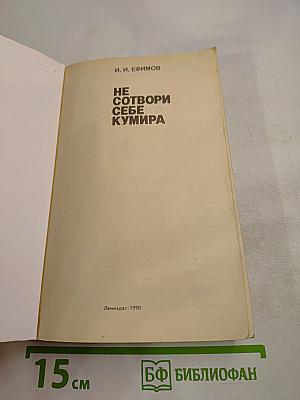 И. И. ЕФИМОВ
НЕ
СОТВОРИ
СЕБЕ
КУМИРА
Лениздат · 1990
15 см
БФ БИБЛИОФАН